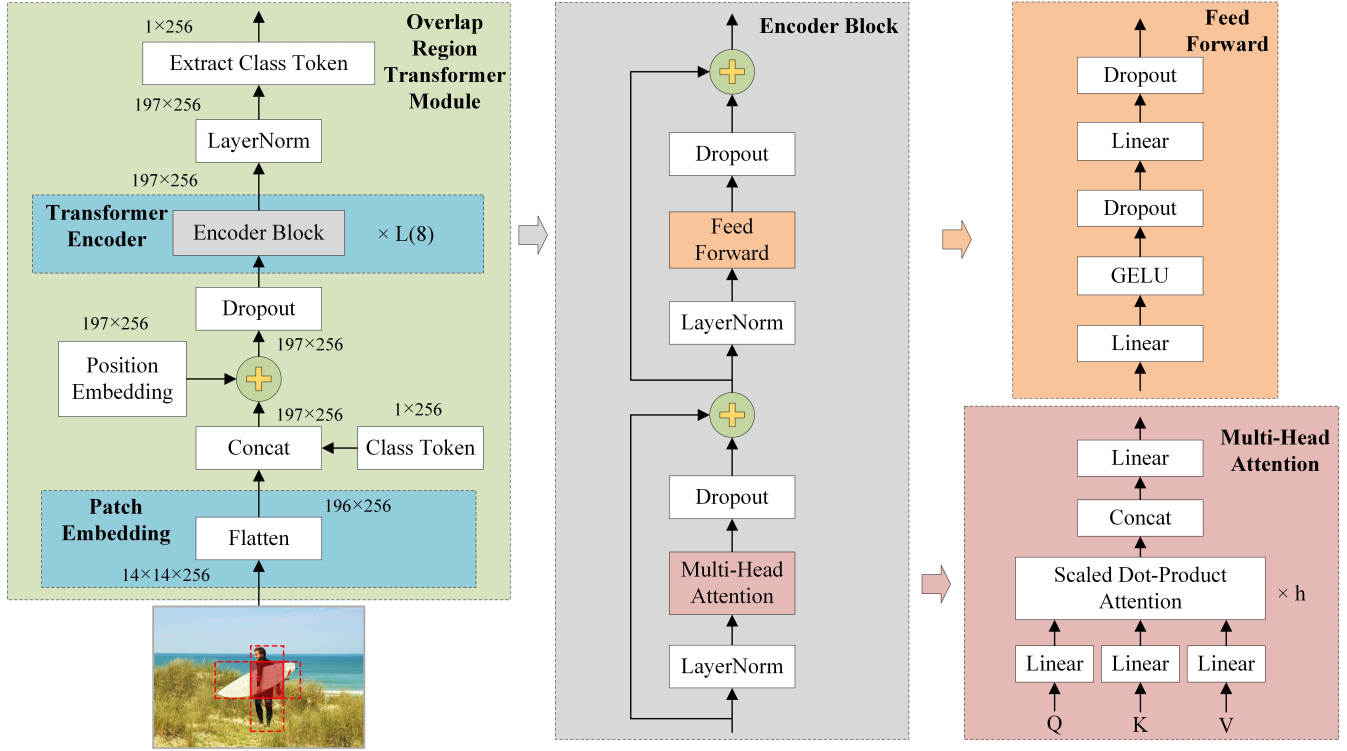 Overlap
Region
Transformer
Module
1×256
Extract Class Token
197×256
LayerNorm
197×256
Transformer
Encoder
Encoder Block
× L(8)
Dropout
197×256
197×256
Position
Embedding
197×256
1×256
Concat
Class Token
Patch
Embedding
196×256
Flatten
14×14×256
Encoder Block
Dropout
Feed
Forward
LayerNorm
Dropout
Multi-Head
Attention
LayerNorm
Feed
Forward
Dropout
Linear
Dropout
GELU
Linear
Multi-Head
Attention
Linear
Concat
Scaled Dot-Product
Attention
× h
Linear
Linear
Linear
Q
K
V